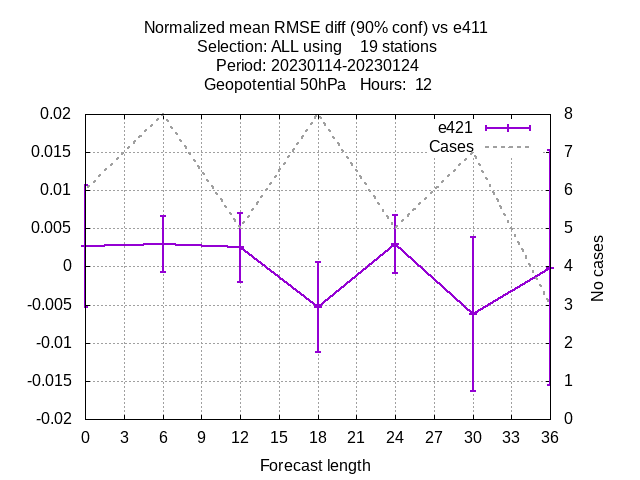 Normalized mean RMSE diff (90% conf) vs e411
Selection: ALL using    19 stations
Period: 20230114-20230124
Geopotential 50hPa   Hours:  12
e421
Cases
0.02
0.015
0.01
0.005
0
-0.005
-0.01
-0.015
-0.02
8
7
6
5
4
3
2
1
0
No cases
0 3 6 9 12 15 18 21 24 27 30 33 36
Forecast length